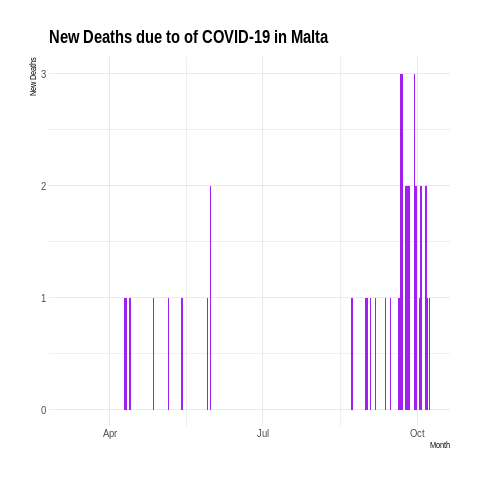 New Deaths due to of COVID-19 in Malta
New Deaths
3
2
1
0
Apr
Jul
Oct
Month